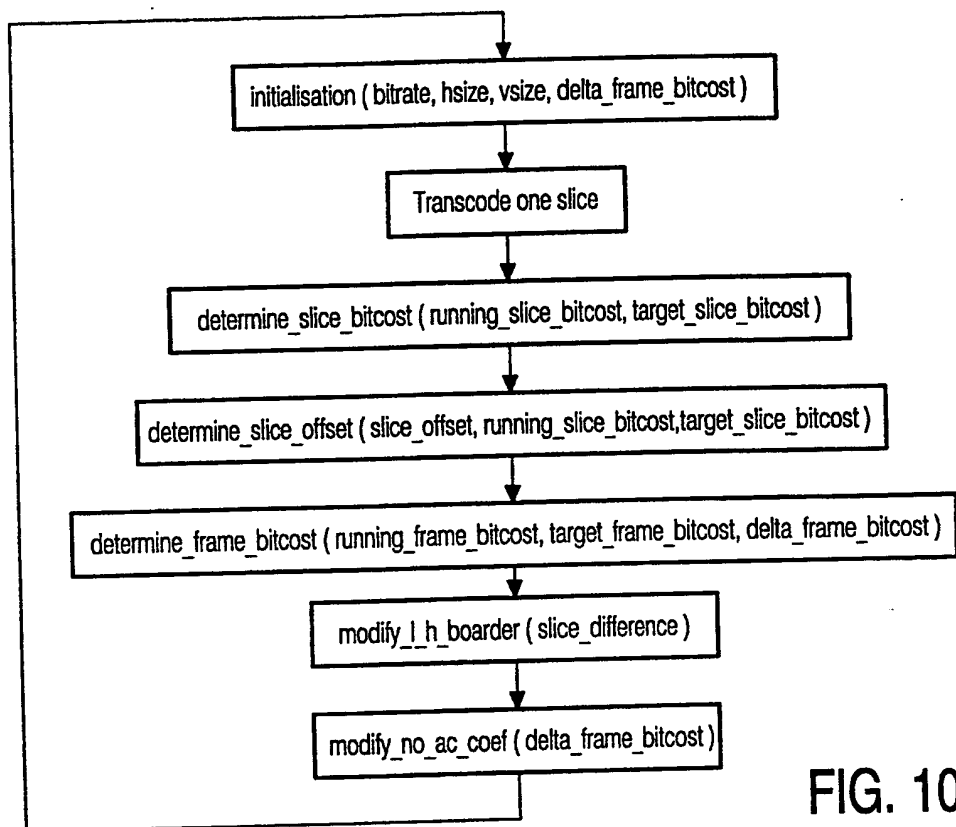 initialisation ( bitrate, hsize, vsize, delta_frame_bitcost )
Transcode one slice
determine_slice_bitcost ( running_slice_bitcost, target_slice_bitcost )
determine_slice_offset ( slice_offset, running_slice_bitcost,target_slice_bitcost )
determine_frame_bitcost ( running_frame_bitcost, target_frame_bitcost, delta_frame_bitcost )
modify_l_h_boarder ( slice_difference )
modify_no_ac_coef ( delta_frame_bitcost )
FIG. 10